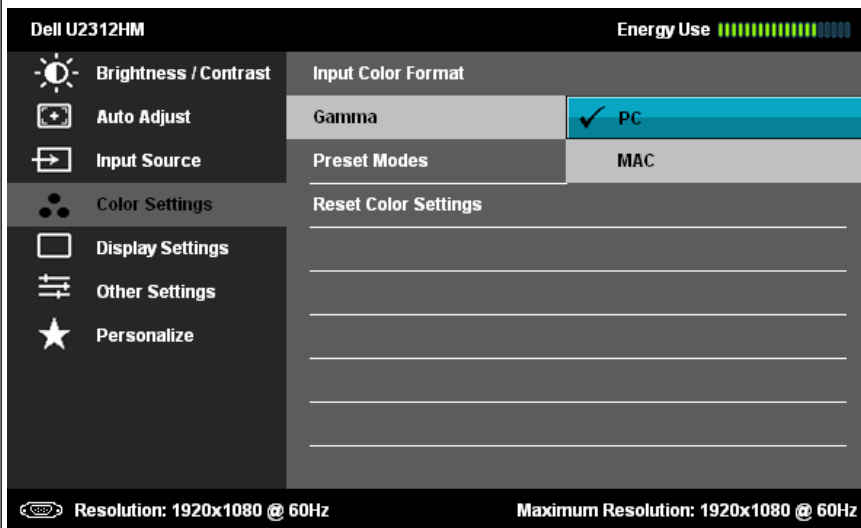 Dell U2312HM Energy Use
Brightness / Contrast Input Color Format
Auto Adjust Gamma PC
Input Source Preset Modes MAC
Color Settings Reset Color Settings
Display Settings
Other Settings
Personalize
Resolution: 1920x1080 @ 60Hz Maximum Resolution: 1920x1080 @ 60Hz